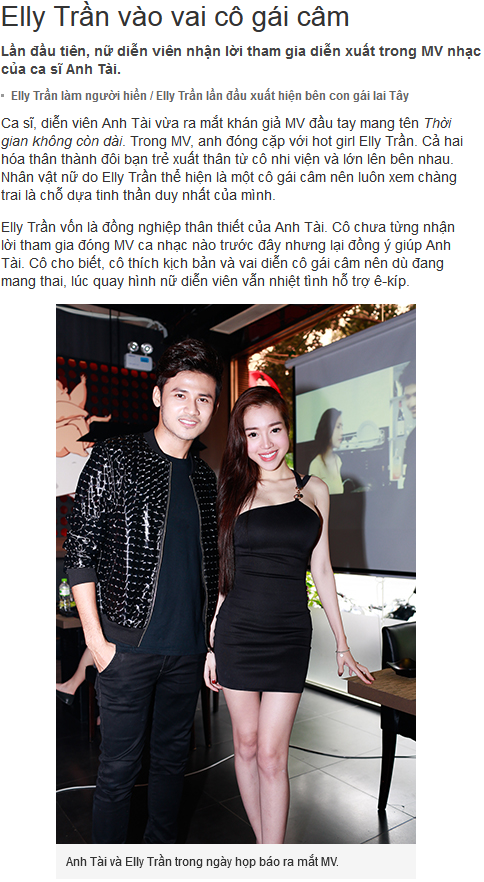 Elly Trần vào vai cô gái câm
Lần đầu tiên, nữ diễn viên nhận lời tham gia diễn xuất trong MV nhạc
của ca sĩ Anh Tài.
Elly Trần làm người hiền / Elly Trần lần đầu xuất hiện bên con gái lai Tây
Ca sĩ, diễn viên Anh Tài vừa ra mắt khán giả MV đầu tay mang tên Thời
gian không còn dài. Trong MV, anh đóng cặp với hot girl Elly Trần. Cả hai
hóa thân thành đôi bạn trẻ xuất thân từ cô nhi viện và lớn lên bên nhau.
Nhân vật nữ do Elly Trần thể hiện là một cô gái câm nên luôn xem chàng
trai là chỗ dựa tinh thần duy nhất của mình.
Elly Trần vốn là đồng nghiệp thân thiết của Anh Tài. Cô chưa từng nhận
lời tham gia đóng MV ca nhạc nào trước đây nhưng lại đồng ý giúp Anh
Tài. Cô cho biết, cô thích kịch bản và vai diễn cô gái câm nên dù đang
mang thai, lúc quay hình nữ diễn viên vẫn nhiệt tình hỗ trợ ê-kíp.
Anh Tài và Elly Trần trong ngày họp báo ra mắt MV.